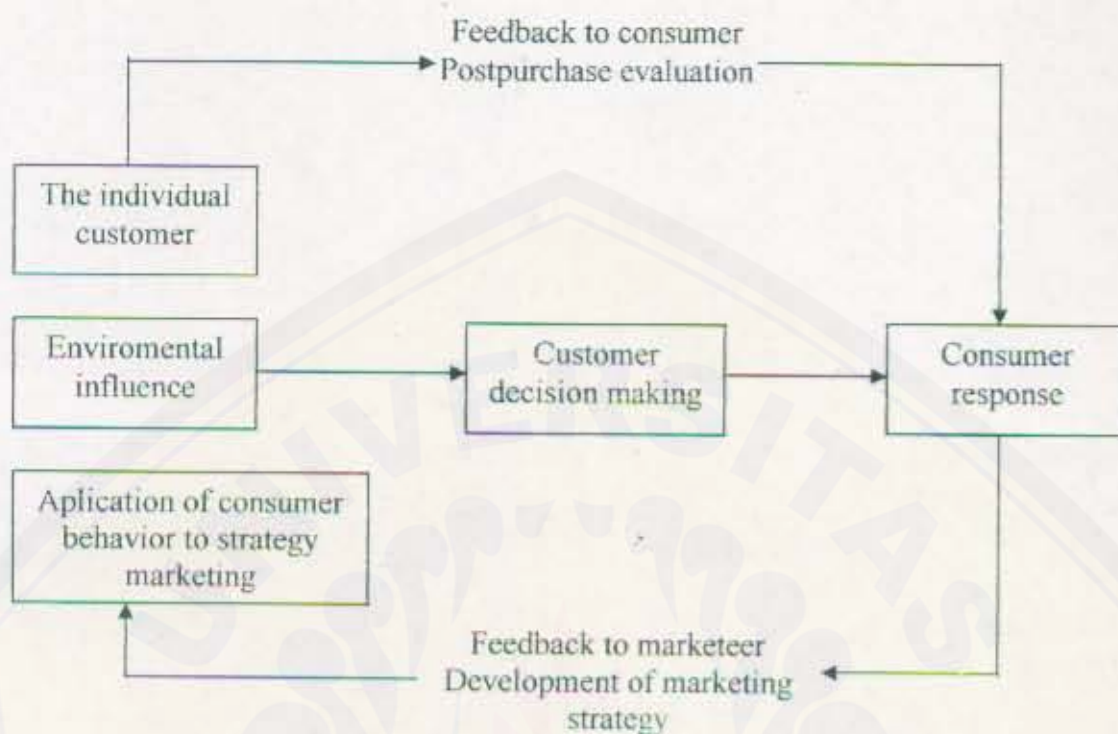 Feedback to consumer
Postpurchase evaluation
The individual
customer
Enviromental
influence
Customer
decision making
Consumer
response
Aplication of consumer
behavior to strategy
marketing
Feedback to marketeer
Development of marketing
strategy
UNIVERSITAS